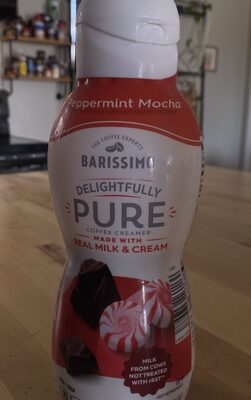 Peppermint Mocha
THE COFFEE EXPERTS
BARISSIMO
DELIGHTFULLY
PURE
COFFEE CREAMER
MADE WITH
REAL MILK & CREAM
MILK
FROM COWS
NOT TREATED
WITH rBST**